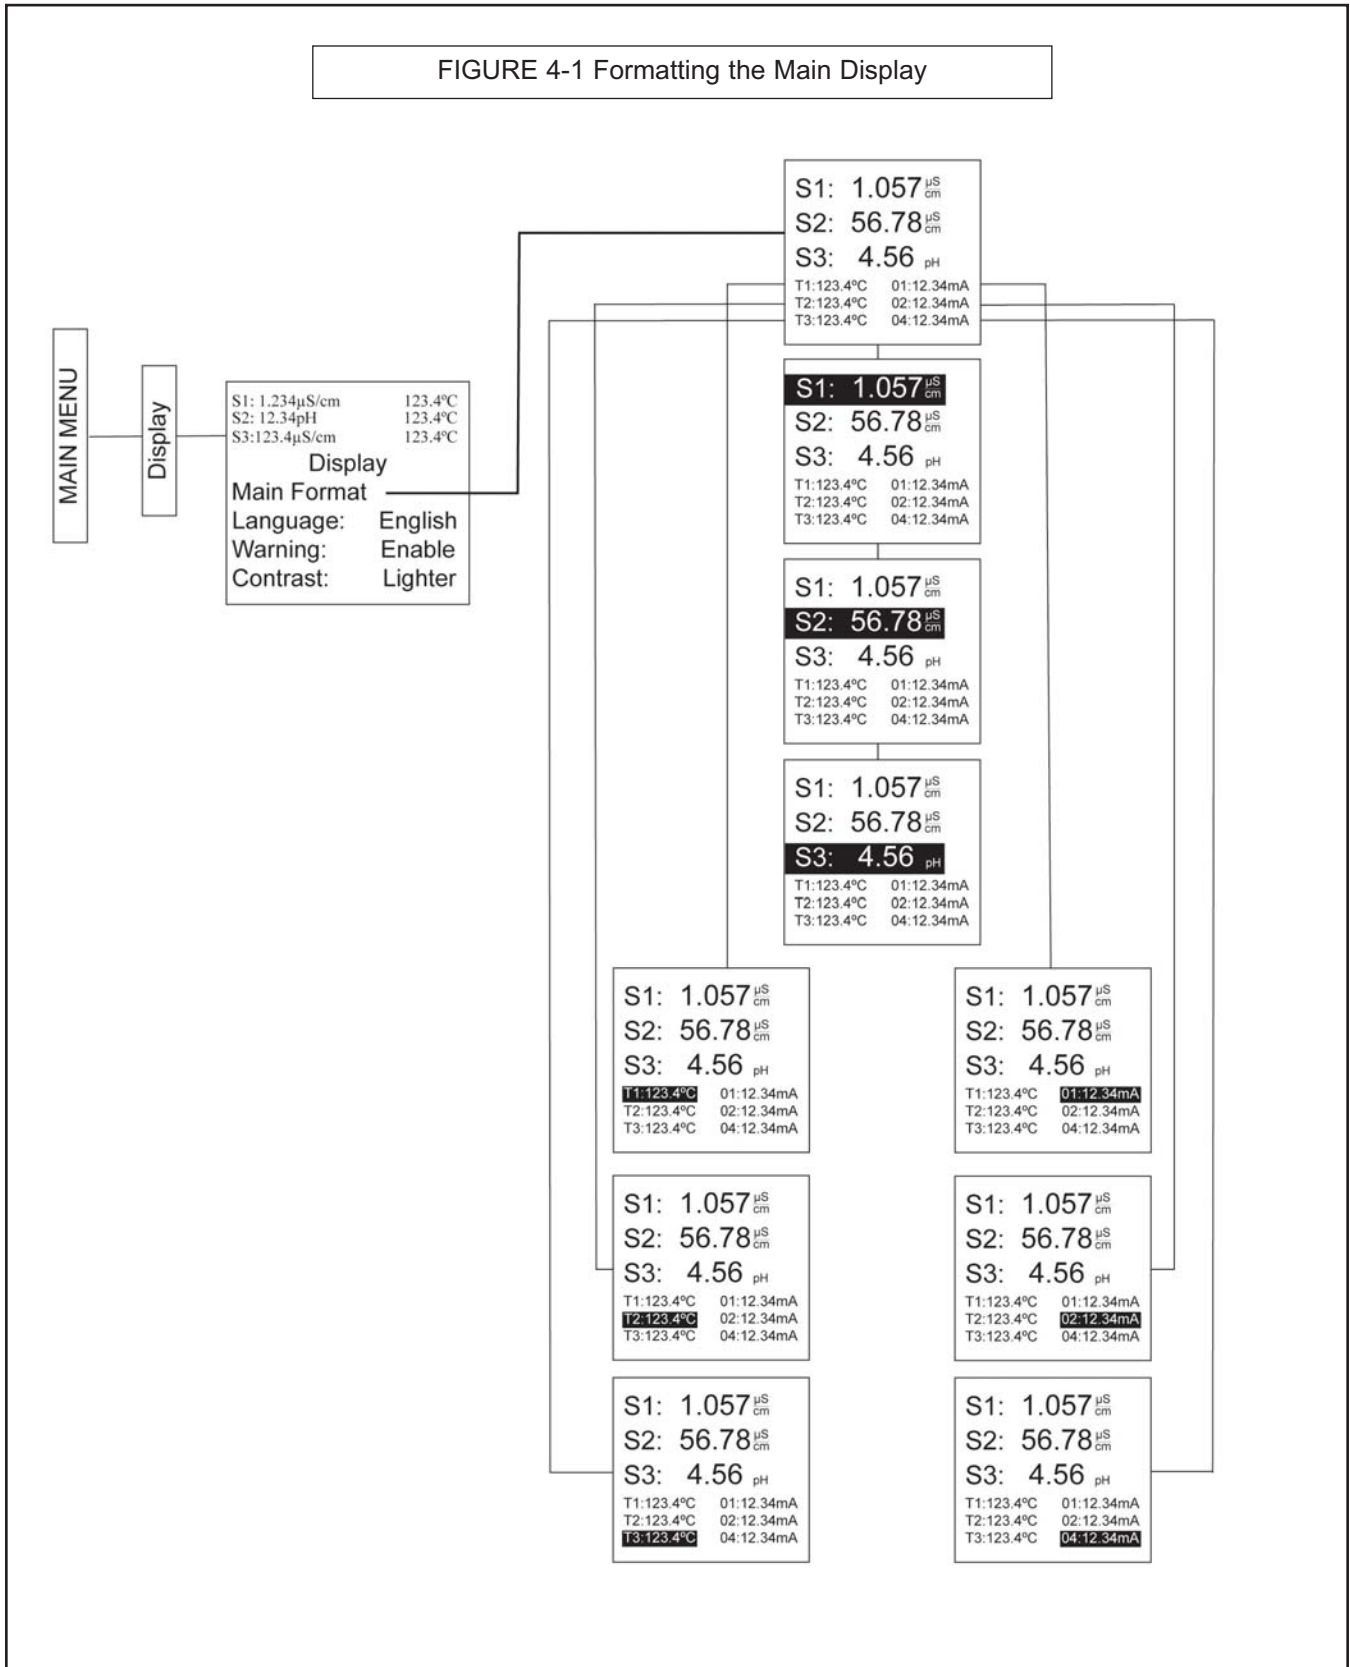 FIGURE 4-1 Formatting the Main Display
MAIN MENU
Display
S1: 1.234µS/cm 123.4ºC
S2: 12.34pH 123.4ºC
S3:123.4µS/cm 123.4ºC
Display
Main Format
Language: English
Warning: Enable
Contrast: Lighter
S1: 1.057 µS/cm
S2: 56.78 µS/cm
S3: 4.56 pH
T1:123.4ºC 01:12.34mA
T2:123.4ºC 02:12.34mA
T3:123.4ºC 04:12.34mA
S1: 1.057 µS/cm
S2: 56.78 µS/cm
S3: 4.56 pH
T1:123.4ºC 01:12.34mA
T2:123.4ºC 02:12.34mA
T3:123.4ºC 04:12.34mA
S1: 1.057 µS/cm
S2: 56.78 µS/cm
S3: 4.56 pH
T1:123.4ºC 01:12.34mA
T2:123.4ºC 02:12.34mA
T3:123.4ºC 04:12.34mA
S1: 1.057 µS/cm
S2: 56.78 µS/cm
S3: 4.56 pH
T1:123.4ºC 01:12.34mA
T2:123.4ºC 02:12.34mA
T3:123.4ºC 04:12.34mA
S1: 1.057 µS/cm
S2: 56.78 µS/cm
S3: 4.56 pH
T1:123.4ºC 01:12.34mA
T2:123.4ºC 02:12.34mA
T3:123.4ºC 04:12.34mA
S1: 1.057 µS/cm
S2: 56.78 µS/cm
S3: 4.56 pH
T1:123.4ºC 01:12.34mA
T2:123.4ºC 02:12.34mA
T3:123.4ºC 04:12.34mA
S1: 1.057 µS/cm
S2: 56.78 µS/cm
S3: 4.56 pH
T1:123.4ºC 01:12.34mA
T2:123.4ºC 02:12.34mA
T3:123.4ºC 04:12.34mA
S1: 1.057 µS/cm
S2: 56.78 µS/cm
S3: 4.56 pH
T1:123.4ºC 01:12.34mA
T2:123.4ºC 02:12.34mA
T3:123.4ºC 04:12.34mA
S1: 1.057 µS/cm
S2: 56.78 µS/cm
S3: 4.56 pH
T1:123.4ºC 01:12.34mA
T2:123.4ºC 02:12.34mA
T3:123.4ºC 04:12.34mA
S1: 1.057 µS/cm
S2: 56.78 µS/cm
S3: 4.56 pH
T1:123.4ºC 01:12.34mA
T2:123.4ºC 02:12.34mA
T3:123.4ºC 04:12.34mA